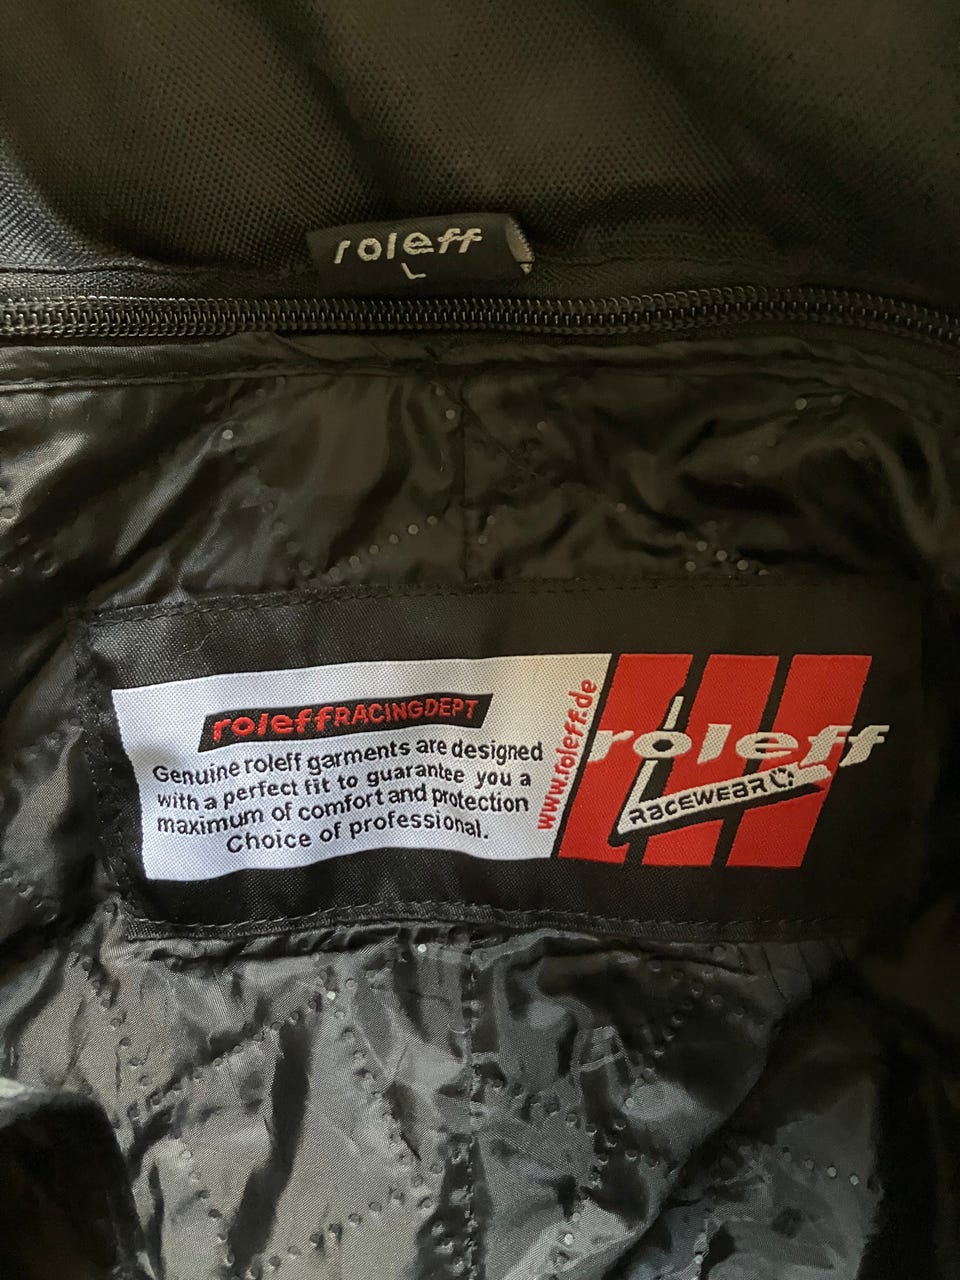 roleff
L
roleffRACINGDEPT
Genuine roleff garments are designed
with a perfect fit to guarantee you a
maximum of comfort and protection
Choice of professional.
www.roleff.de
roleff
RACEWEAR